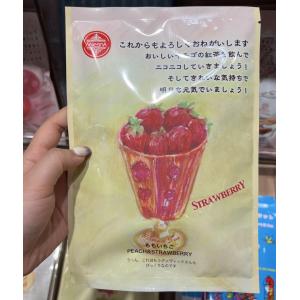 これからもよろしくおねがいします
おいしいイチゴの紅茶を飲んで
ニコニコしていきましょう！
そしてきれいな気持ちで
明日も元気でいましょう！
STRAWBERRY
ももいちご
PEACH&STRAWBERRY